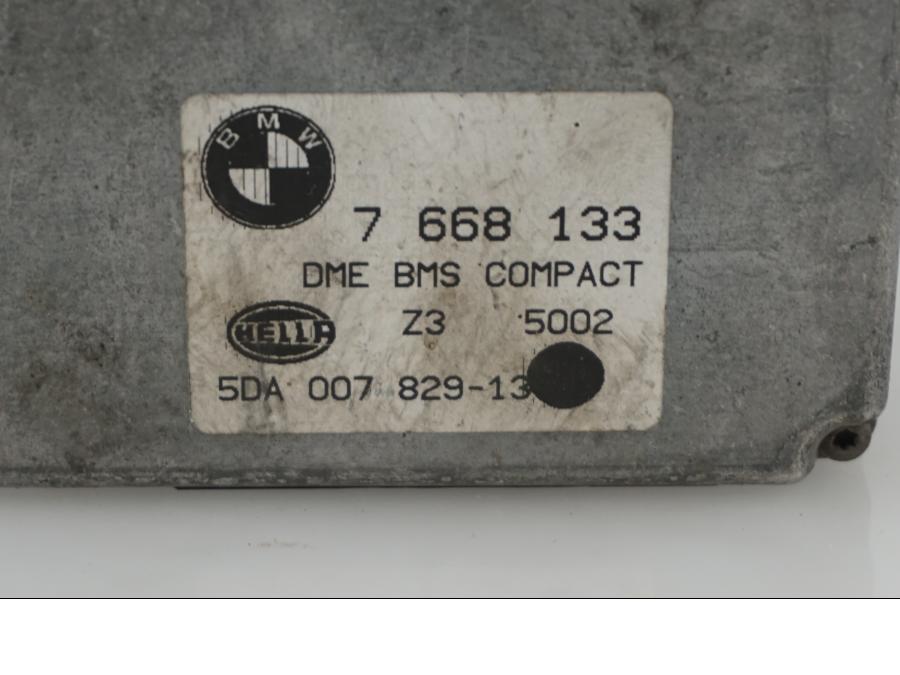 BMW
7 668 133
DME BMS COMPACT
HELLA
Z3 5002
5DA 007 829-13